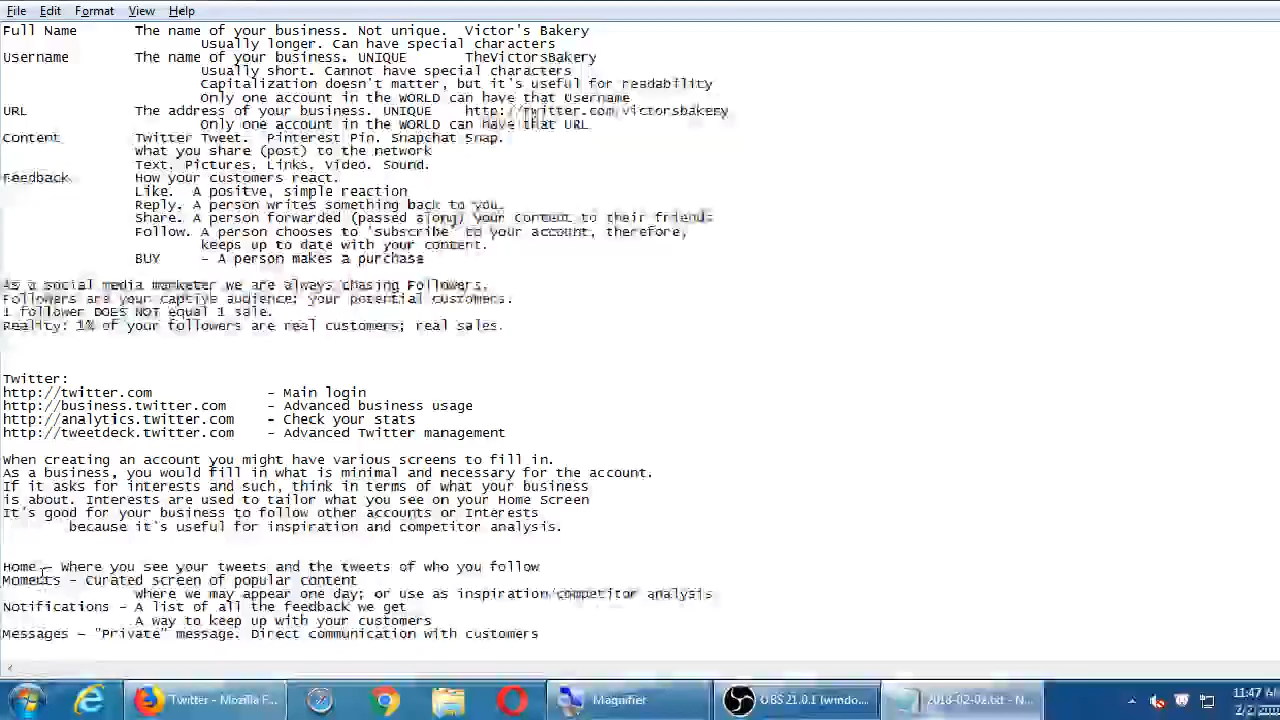 File Edit Format View Help
Full Name The name of your business. Not unique. Victor's Bakery
Usually longer. Can have special characters
Username The name of your business. UNIQUE TheVictorsBakery
Usually short. Cannot have special characters
Capitalization doesn't matter, but it's useful for readability
Only one account in the WORLD can have that Username
URL The address of your business. UNIQUE http://twitter.com/victorsbakery
Only one account in the WORLD can have that URL
Content Twitter Tweet. Pinterest Pin. Snapchat Snap.
what you share (post) to the network
Text. Pictures. Links. Video. Sound.
Feedback How your customers react.
Like. A positve, simple reaction
Reply. A person writes something back to you.
Share. A person forwarded (passed along) your content to their friends
Follow. A person chooses to 'subscribe' to your account, therefore,
keeps up to date with your content.
BUY - A person makes a purchase
As a social media marketer we are always chasing Followers.
Followers are your captive audience; your potential customers.
1 follower DOES NOT equal 1 sale.
Reality: 1% of your followers are real customers; real sales.
Twitter:
http://twitter.com - Main login
http://business.twitter.com - Advanced business usage
http://analytics.twitter.com - Check your stats
http://tweetdeck.twitter.com - Advanced Twitter management
When creating an account you might have various screens to fill in.
As a business, you would fill in what is minimal and necessary for the account.
If it asks for interests and such, think in terms of what your business
is about. Interests are used to tailor what you see on your Home Screen
It's good for your business to follow other accounts or Interests
because it's useful for inspiration and competitor analysis.
Home - Where you see your tweets and the tweets of who you follow
Moments - Curated screen of popular content
where we may appear one day; or use as inspiration/competitor analysis
Notifications - A list of all the feedback we get
A way to keep up with your customers
Messages - "Private" message. Direct communication with customers
Twitter - Mozilla F... Magnifier OBS 21.0.1 (windo... 2018-02-02.txt - N... 11:47 AM